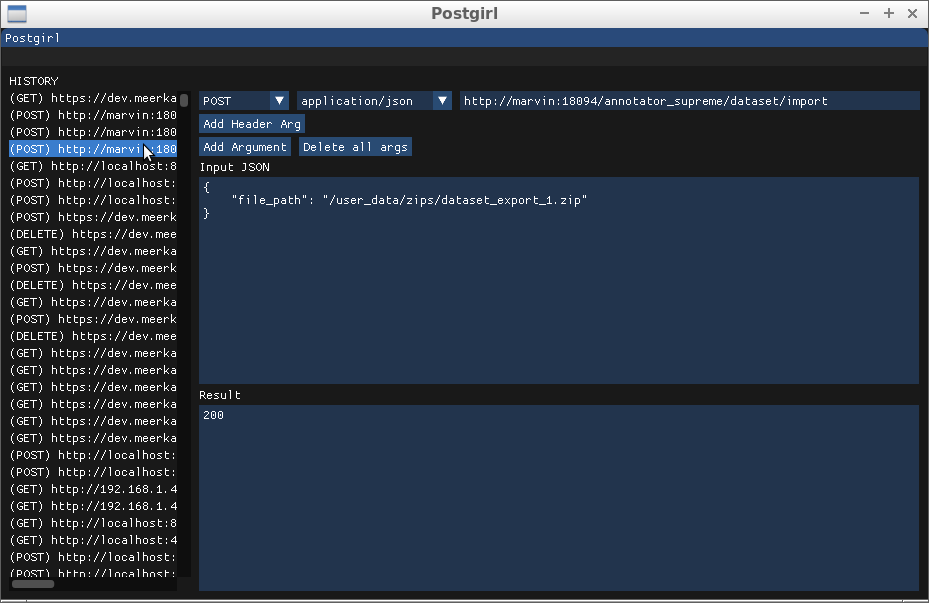 Postgirl
Postgirl
HISTORY
(GET) https://dev.meerka
(POST) http://marvin:180
(POST) http://marvin:180
(POST) http://marvin:180
(GET) http://localhost:8
(POST) http://localhost:
(POST) http://localhost:
(POST) https://dev.meerk
(DELETE) https://dev.mee
(GET) https://dev.meerka
(POST) https://dev.meerk
(DELETE) https://dev.mee
(GET) https://dev.meerka
(POST) https://dev.meerk
(DELETE) https://dev.mee
(GET) https://dev.meerka
(GET) https://dev.meerka
(GET) https://dev.meerka
(GET) https://dev.meerka
(GET) https://dev.meerka
(GET) https://dev.meerka
(POST) http://localhost:
(POST) http://localhost:
(GET) http://192.168.1.4
(GET) http://192.168.1.4
(GET) http://localhost:8
(GET) http://localhost:4
(POST) http://localhost:
(POST) http://localhost:
POST application/json http://marvin:18094/annotator_supreme/dataset/import
Add Header Arg
Add Argument Delete all args
Input JSON
{
"file_path": "/user_data/zips/dataset_export_1.zip"
}
Result
200